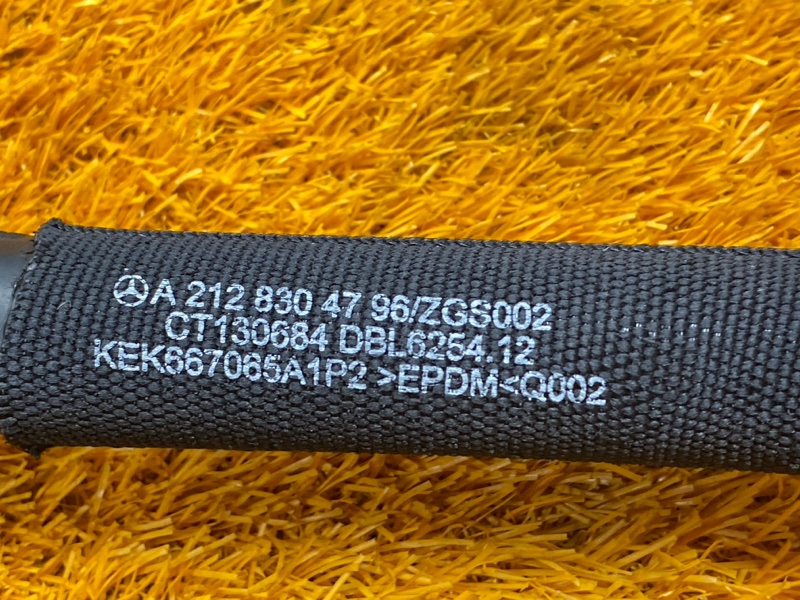 A 212 830 47 96/ZGS002
CT130684 DBL6254.12
KEK667065A1P2 >EPDM<Q002